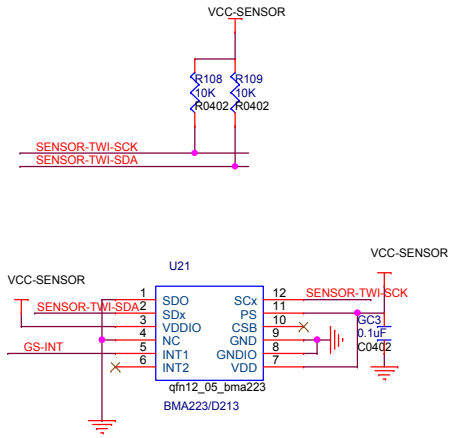 VCC-SENSOR
R108 R109
10K 10K
R0402 R0402
SENSOR-TWI-SCK
SENSOR-TWI-SDA
U21
VCC-SENSOR
VCC-SENSOR
1 SDO SCx 12 SENSOR-TWI-SCK
SENSOR-TWI-SDA 2 SDx PS 11
3 VDDIO CSB 10 GC3
4 NC GND 9 0.1uF
GS-INT 5 INT1 GNDIO 8 C0402
6 INT2 VDD 7
qfn12_05_bma223
BMA223/D213